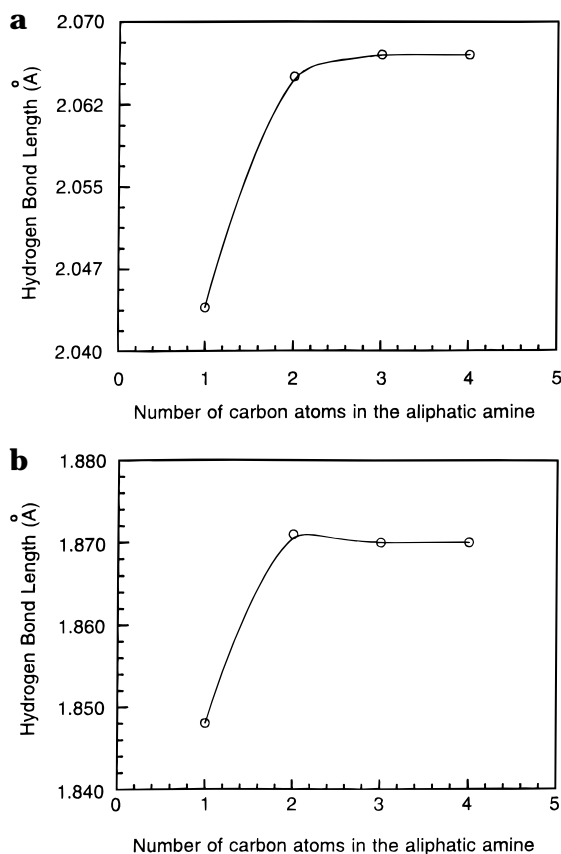 a
2.070
2.062
2.055
2.047
2.040
Hydrogen Bond Length (Å)
0 1 2 3 4 5
Number of carbon atoms in the aliphatic amine
b
1.880
1.870
1.860
1.850
1.840
Hydrogen Bond Length (Å)
0 1 2 3 4 5
Number of carbon atoms in the aliphatic amine